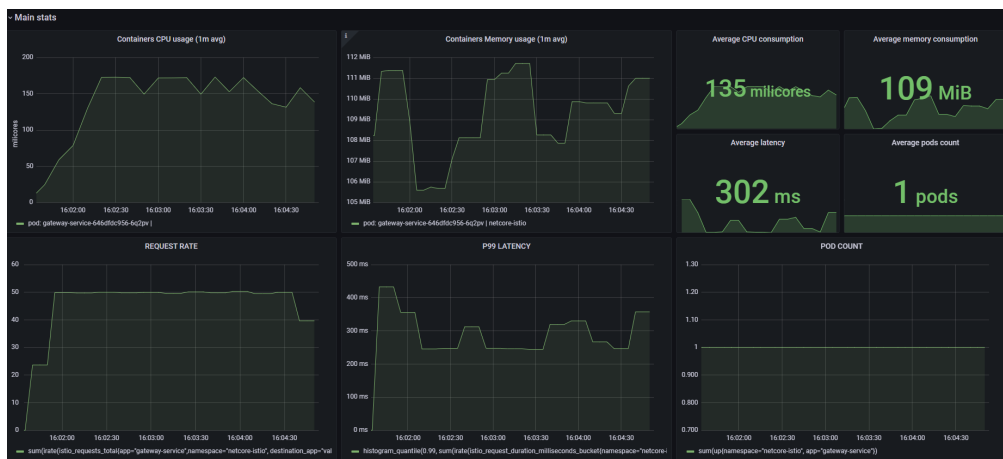 Main stats
Containers CPU usage (1m avg)
200
150
100
50
0
milicores
16:02:00 16:02:30 16:03:00 16:03:30 16:04:00 16:04:30
pod: gateway-service-646dfdc956-6q2pv |
i
Containers Memory usage (1m avg)
112 MiB
111 MiB
110 MiB
109 MiB
108 MiB
107 MiB
106 MiB
105 MiB
16:02:00 16:02:30 16:03:00 16:03:30 16:04:00 16:04:30
pod: gateway-service-646dfdc956-6q2pv | netcore-istio
Average CPU consumption
135 milicores
Average memory consumption
109 MiB
Average latency
302 ms
Average pods count
1 pods
REQUEST RATE
60
50
40
30
20
10
0
16:02:00 16:02:30 16:03:00 16:03:30 16:04:00 16:04:30
sum(irate(istio_requests_total{app="gateway-service",namespace="netcore-istio", destination_app="val
P99 LATENCY
500 ms
400 ms
300 ms
200 ms
100 ms
0 ms
16:02:00 16:02:30 16:03:00 16:03:30 16:04:00 16:04:30
histogram_quantile(0.99, sum(irate(istio_request_duration_milliseconds_bucket{namespace="netcore-i
POD COUNT
1.30
1.20
1.10
1
0.900
0.800
0.700
16:02:00 16:02:30 16:03:00 16:03:30 16:04:00 16:04:30
sum(up{namespace="netcore-istio", app="gateway-service"})